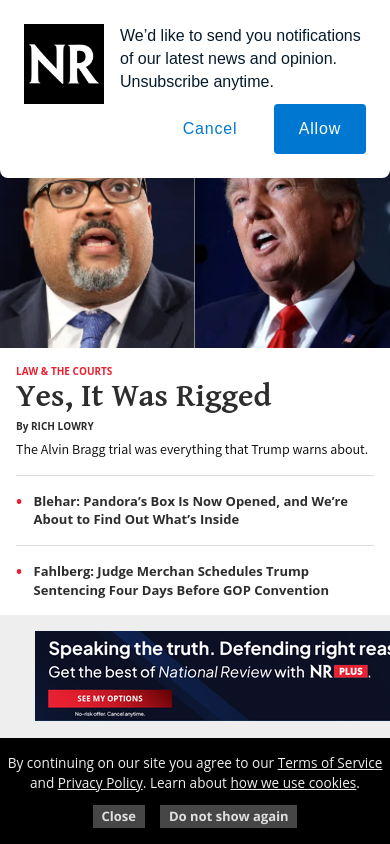 NR
We’d like to send you notifications
of our latest news and opinion.
Unsubscribe anytime.
Cancel
Allow
LAW & THE COURTS
Yes, It Was Rigged
By RICH LOWRY
The Alvin Bragg trial was everything that Trump warns about.
• Blehar: Pandora’s Box Is Now Opened, and We’re
About to Find Out What’s Inside
• Fahlberg: Judge Merchan Schedules Trump
Sentencing Four Days Before GOP Convention
Speaking the truth. Defending right reas
Get the best of National Review with NR PLUS.
SEE MY OPTIONS
No-risk offer. Cancel anytime.
By continuing on our site you agree to our Terms of Service
and Privacy Policy. Learn about how we use cookies.
Close
Do not show again